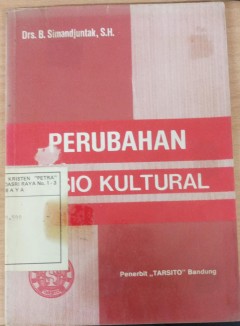 Drs. B. Simandjuntak, S.H.
PERUBAHAN
IO KULTURAL
KRISTEN "PETRA"
RAYA No. 1 - 3
Penerbit „TARSITO" Bandung